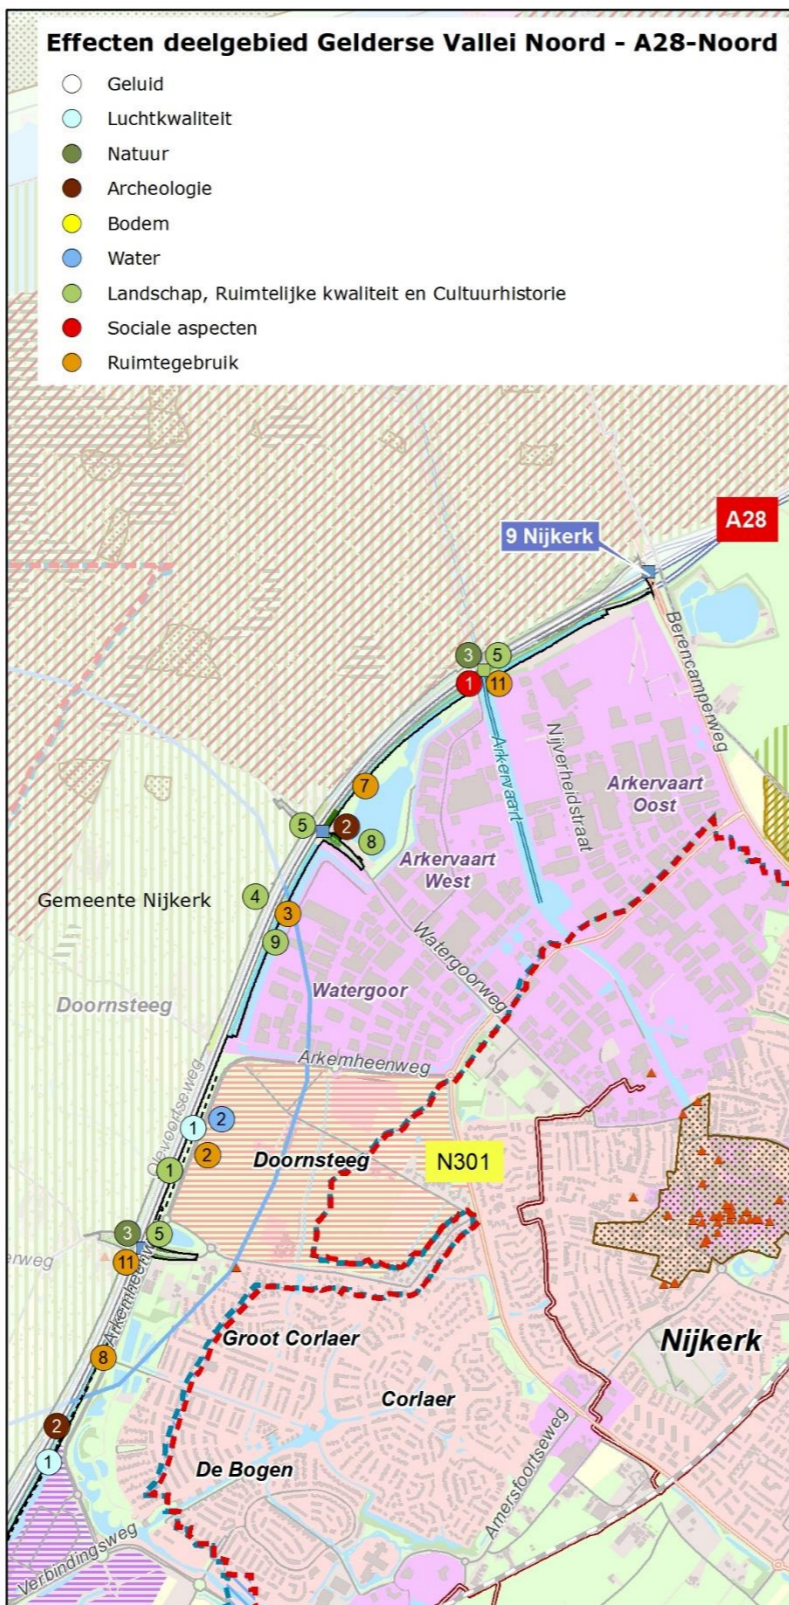 Effecten deelgebied Gelderse Vallei Noord - A28-Noord
Geluid
Luchtkwaliteit
Natuur
Archeologie
Bodem
Water
Landschap, Ruimtelijke kwaliteit en Cultuurhistorie
Sociale aspecten
Ruimtegebruik
A28
9 Nijkerk
Berencamperweg
3
5
1
11
Arkervaart
Nijverheidstraat
Arkervaart
Oost
7
5
2
8
Arkervaart
West
Gemeente Nijkerk
4
3
9
Watergoorweg
Watergoor
Doornsteeg
Arkemheenweg
Olevoortseweg
1
2
2
1
Doornsteeg
N301
3
5
11
Arkemheenw
8
Groot Corlaer
Nijkerk
Corlaer
2
1
De Bogen
Amersfoortseweg
Verbindingsweg